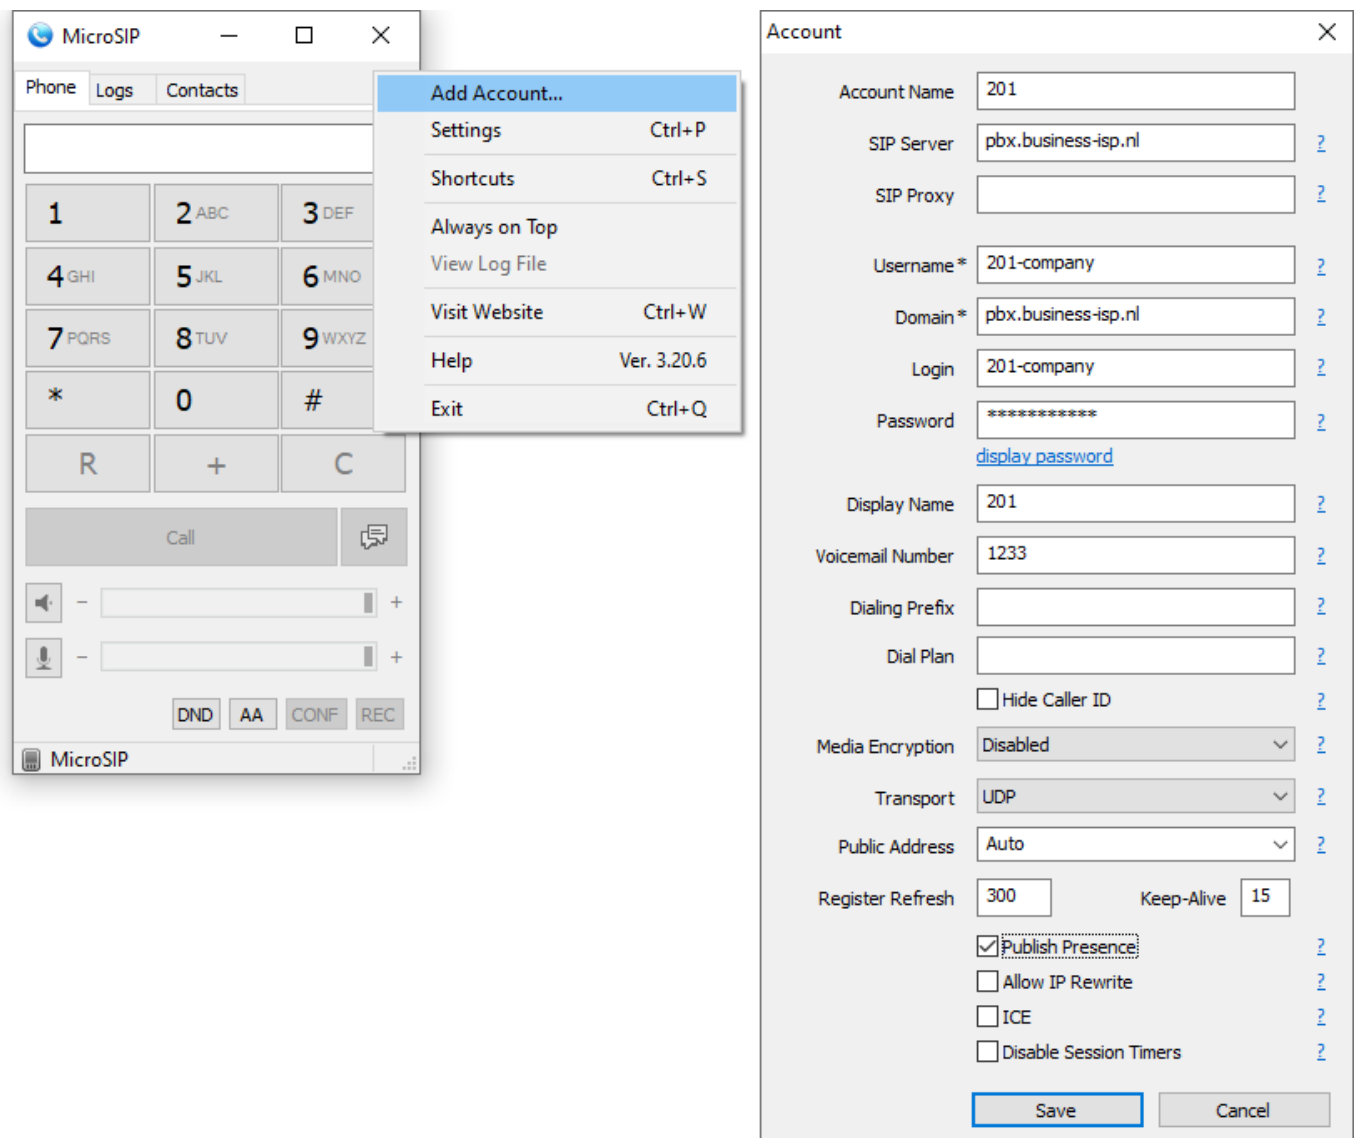 MicroSIP
Phone Logs Contacts
1 2 ABC 3 DEF
4 GHI 5 JKL 6 MNO
7 PQRS 8 TUV 9 WXYZ
* 0 #
R + C
Call
- +
- +
DND AA CONF REC
MicroSIP
Add Account...
Settings Ctrl+P
Shortcuts Ctrl+S
Always on Top
View Log File
Visit Website Ctrl+W
Help Ver. 3.20.6
Exit Ctrl+Q
Account
Account Name 201
SIP Server pbx.business-isp.nl ?
SIP Proxy ?
Username* 201-company ?
Domain* pbx.business-isp.nl ?
Login 201-company ?
Password *********** ?
display password
Display Name 201 ?
Voicemail Number 1233 ?
Dialing Prefix ?
Dial Plan ?
Hide Caller ID ?
Media Encryption Disabled ?
Transport UDP ?
Public Address Auto ?
Register Refresh 300 Keep-Alive 15
Publish Presence ?
Allow IP Rewrite ?
ICE ?
Disable Session Timers ?
Save Cancel